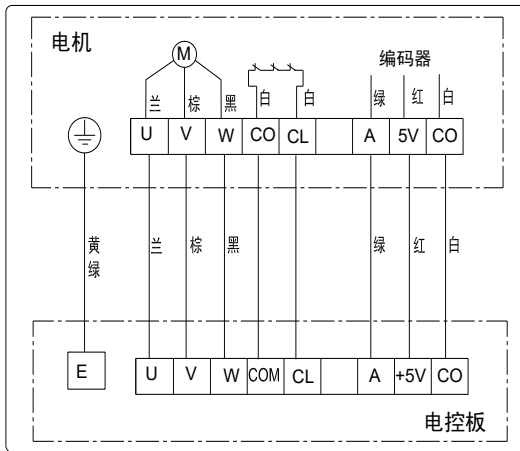 电机
M
编码器
兰 棕 黑 白 白 绿 红 白
U V W CO CL A 5V CO
黄绿 兰 棕 黑 绿 红 白
E
U V W COM CL A +5V CO
电控板